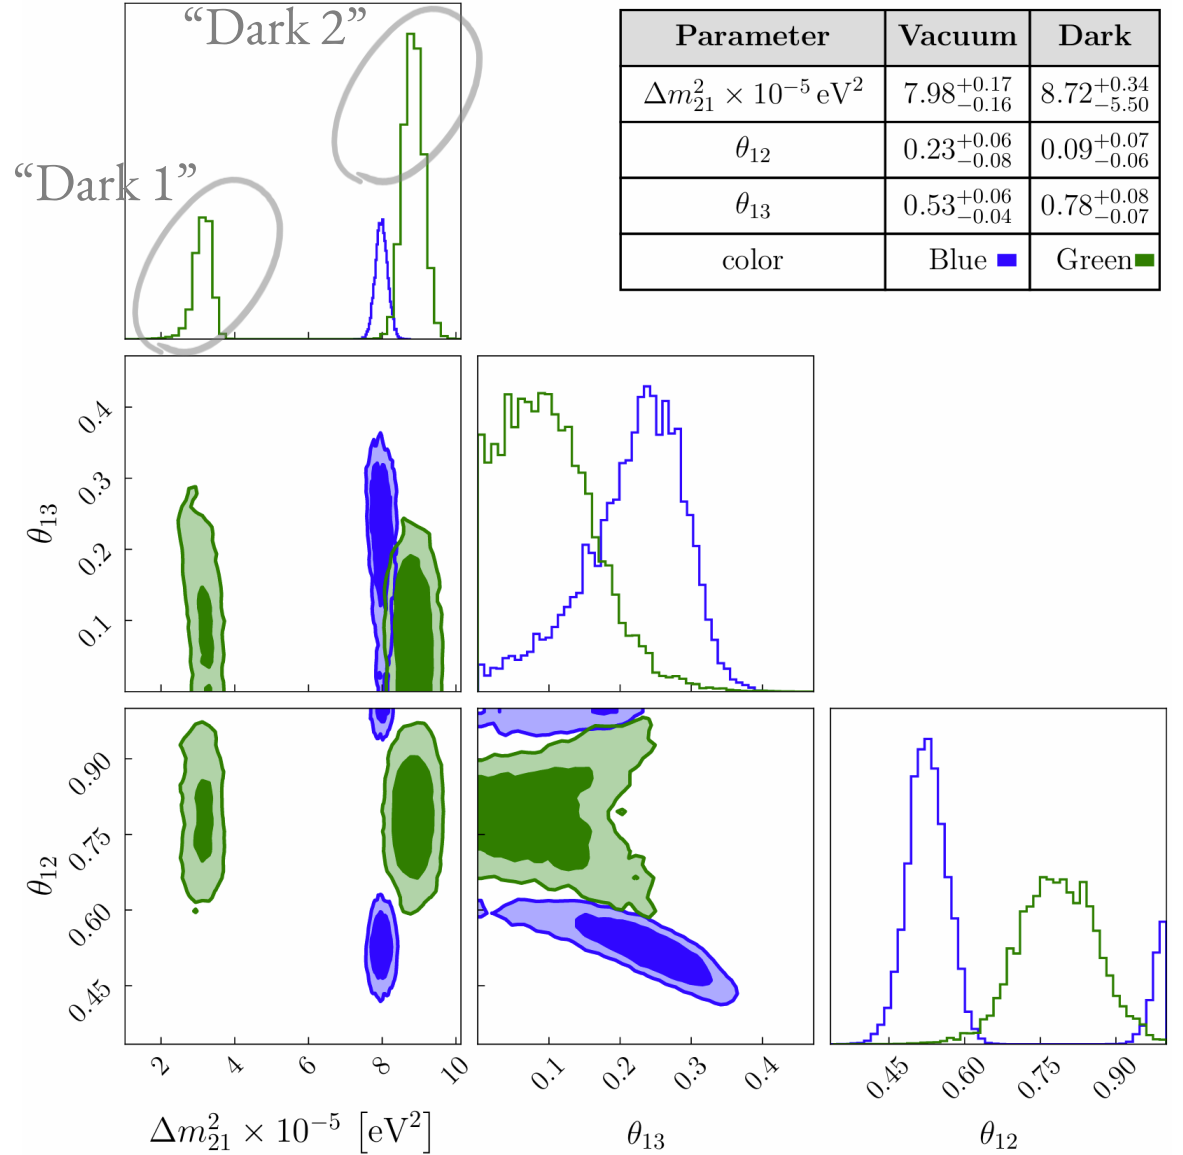 “Dark 2”
“Dark 1”
Parameter Vacuum Dark
Δm²₂₁ × 10⁻⁵ eV² 7.98⁺⁰·¹⁷₋₀.₁₆ 8.72⁺⁰·³⁴₋₅.₅₀
θ₁₂ 0.23⁺⁰·⁰⁶₋₀.₀₈ 0.09⁺⁰·⁰⁷₋₀.₀₆
θ₁₃ 0.53⁺⁰·⁰⁶₋₀.₀₄ 0.78⁺⁰·⁰⁸₋₀.₀₇
color Blue Green
0.4
0.3
0.2
0.1
θ₁₃
0.90
0.75
0.60
0.45
θ₁₂
2 4 6 8 10
0.1 0.2 0.3 0.4
0.45 0.60 0.75 0.90
Δm²₂₁ × 10⁻⁵ [eV²]
θ₁₃
θ₁₂